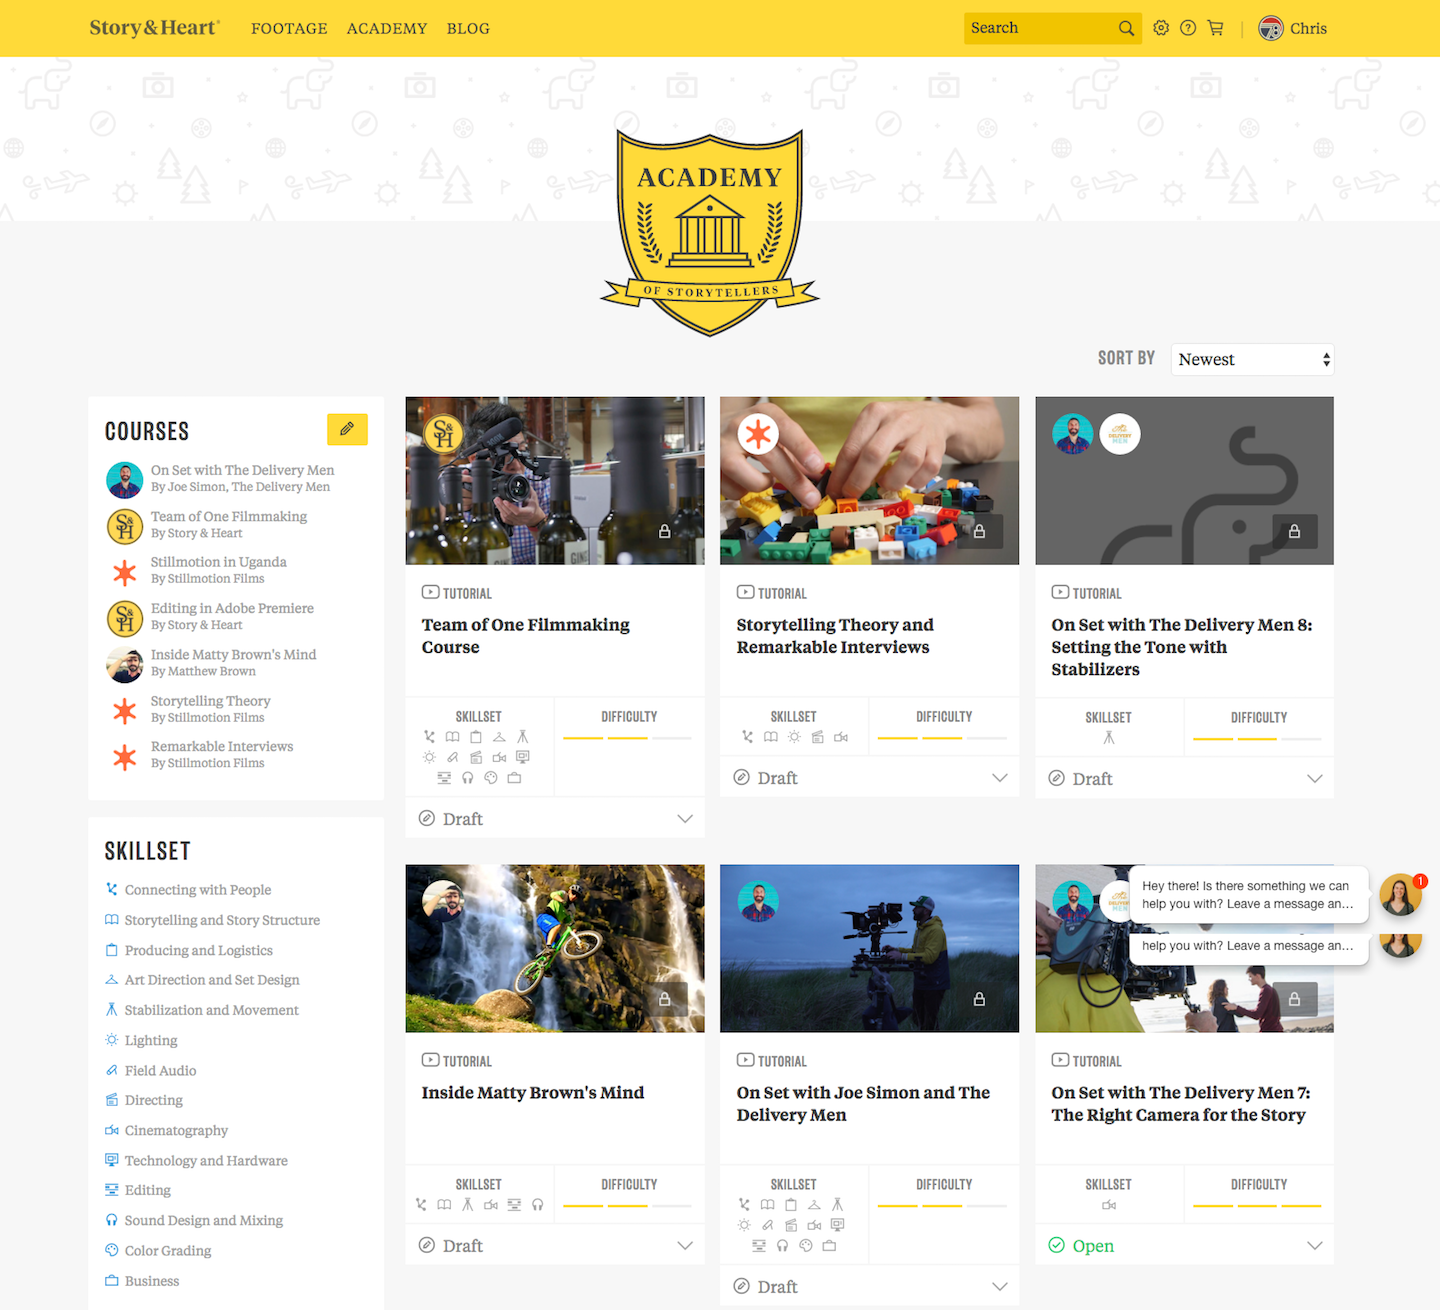 Story&Heart
FOOTAGE
ACADEMY
BLOG
Search
Chris
ACADEMY
OF STORYTELLERS
SORT BY
Newest
COURSES
On Set with The Delivery Men
By Joe Simon, The Delivery Men
Team of One Filmmaking
By Story & Heart
Stillmotion in Uganda
By Stillmotion Films
Editing in Adobe Premiere
By Story & Heart
Inside Matty Brown's Mind
By Matthew Brown
Storytelling Theory
By Stillmotion Films
Remarkable Interviews
By Stillmotion Films
SKILLSET
Connecting with People
Storytelling and Story Structure
Producing and Logistics
Art Direction and Set Design
Stabilization and Movement
Lighting
Field Audio
Directing
Cinematography
Technology and Hardware
Editing
Sound Design and Mixing
Color Grading
Business
S&H
TUTORIAL
Team of One Filmmaking
Course
SKILLSET
DIFFICULTY
Draft
TUTORIAL
Storytelling Theory and
Remarkable Interviews
SKILLSET
DIFFICULTY
Draft
DELIVERY
MEN
TUTORIAL
On Set with The Delivery Men 8:
Setting the Tone with
Stabilizers
SKILLSET
DIFFICULTY
Draft
TUTORIAL
Inside Matty Brown's Mind
SKILLSET
DIFFICULTY
Draft
TUTORIAL
On Set with Joe Simon and The
Delivery Men
SKILLSET
DIFFICULTY
Draft
Hey there! Is there something we can
help you with? Leave a message an...
1
help you with? Leave a message an...
TUTORIAL
On Set with The Delivery Men 7:
The Right Camera for the Story
SKILLSET
DIFFICULTY
Open